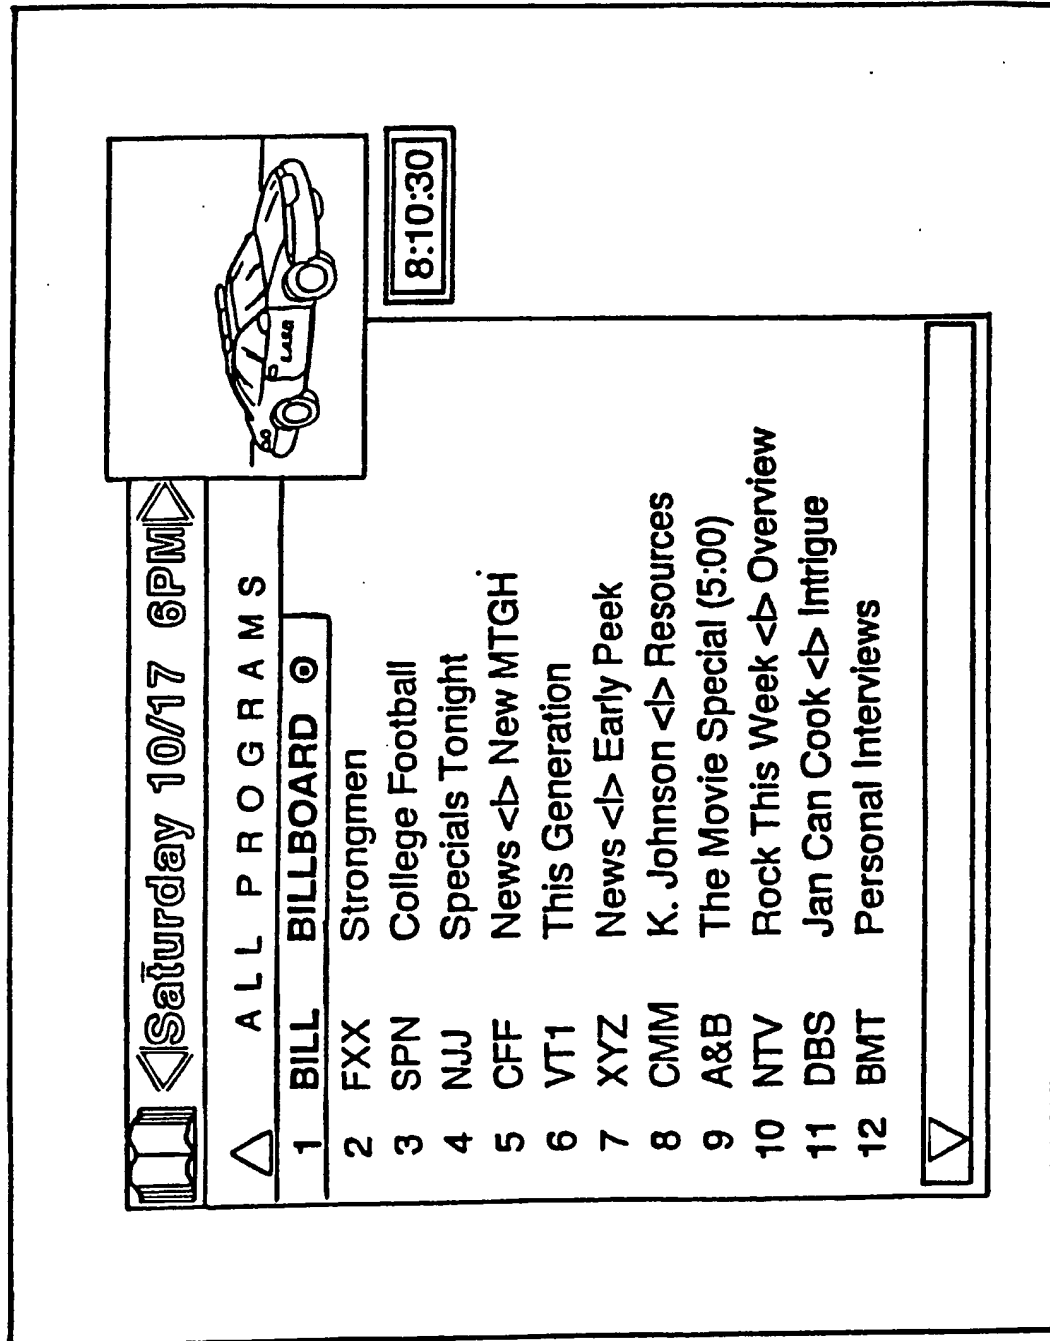 Saturday 10/17 6PM
ALL PROGRAMS
1 BILL BILLBOARD
2 FXX Strongmen
3 SPN College Football
4 NJJ Specials Tonight
5 CFF News <|> New MTGH
6 VT1 This Generation
7 XYZ News <|> Early Peek
8 CMM K. Johnson <|> Resources
9 A&B The Movie Special (5:00)
10 NTV Rock This Week <|> Overview
11 DBS Jan Can Cook <|> Intrigue
12 BMT Personal Interviews
8:10:30